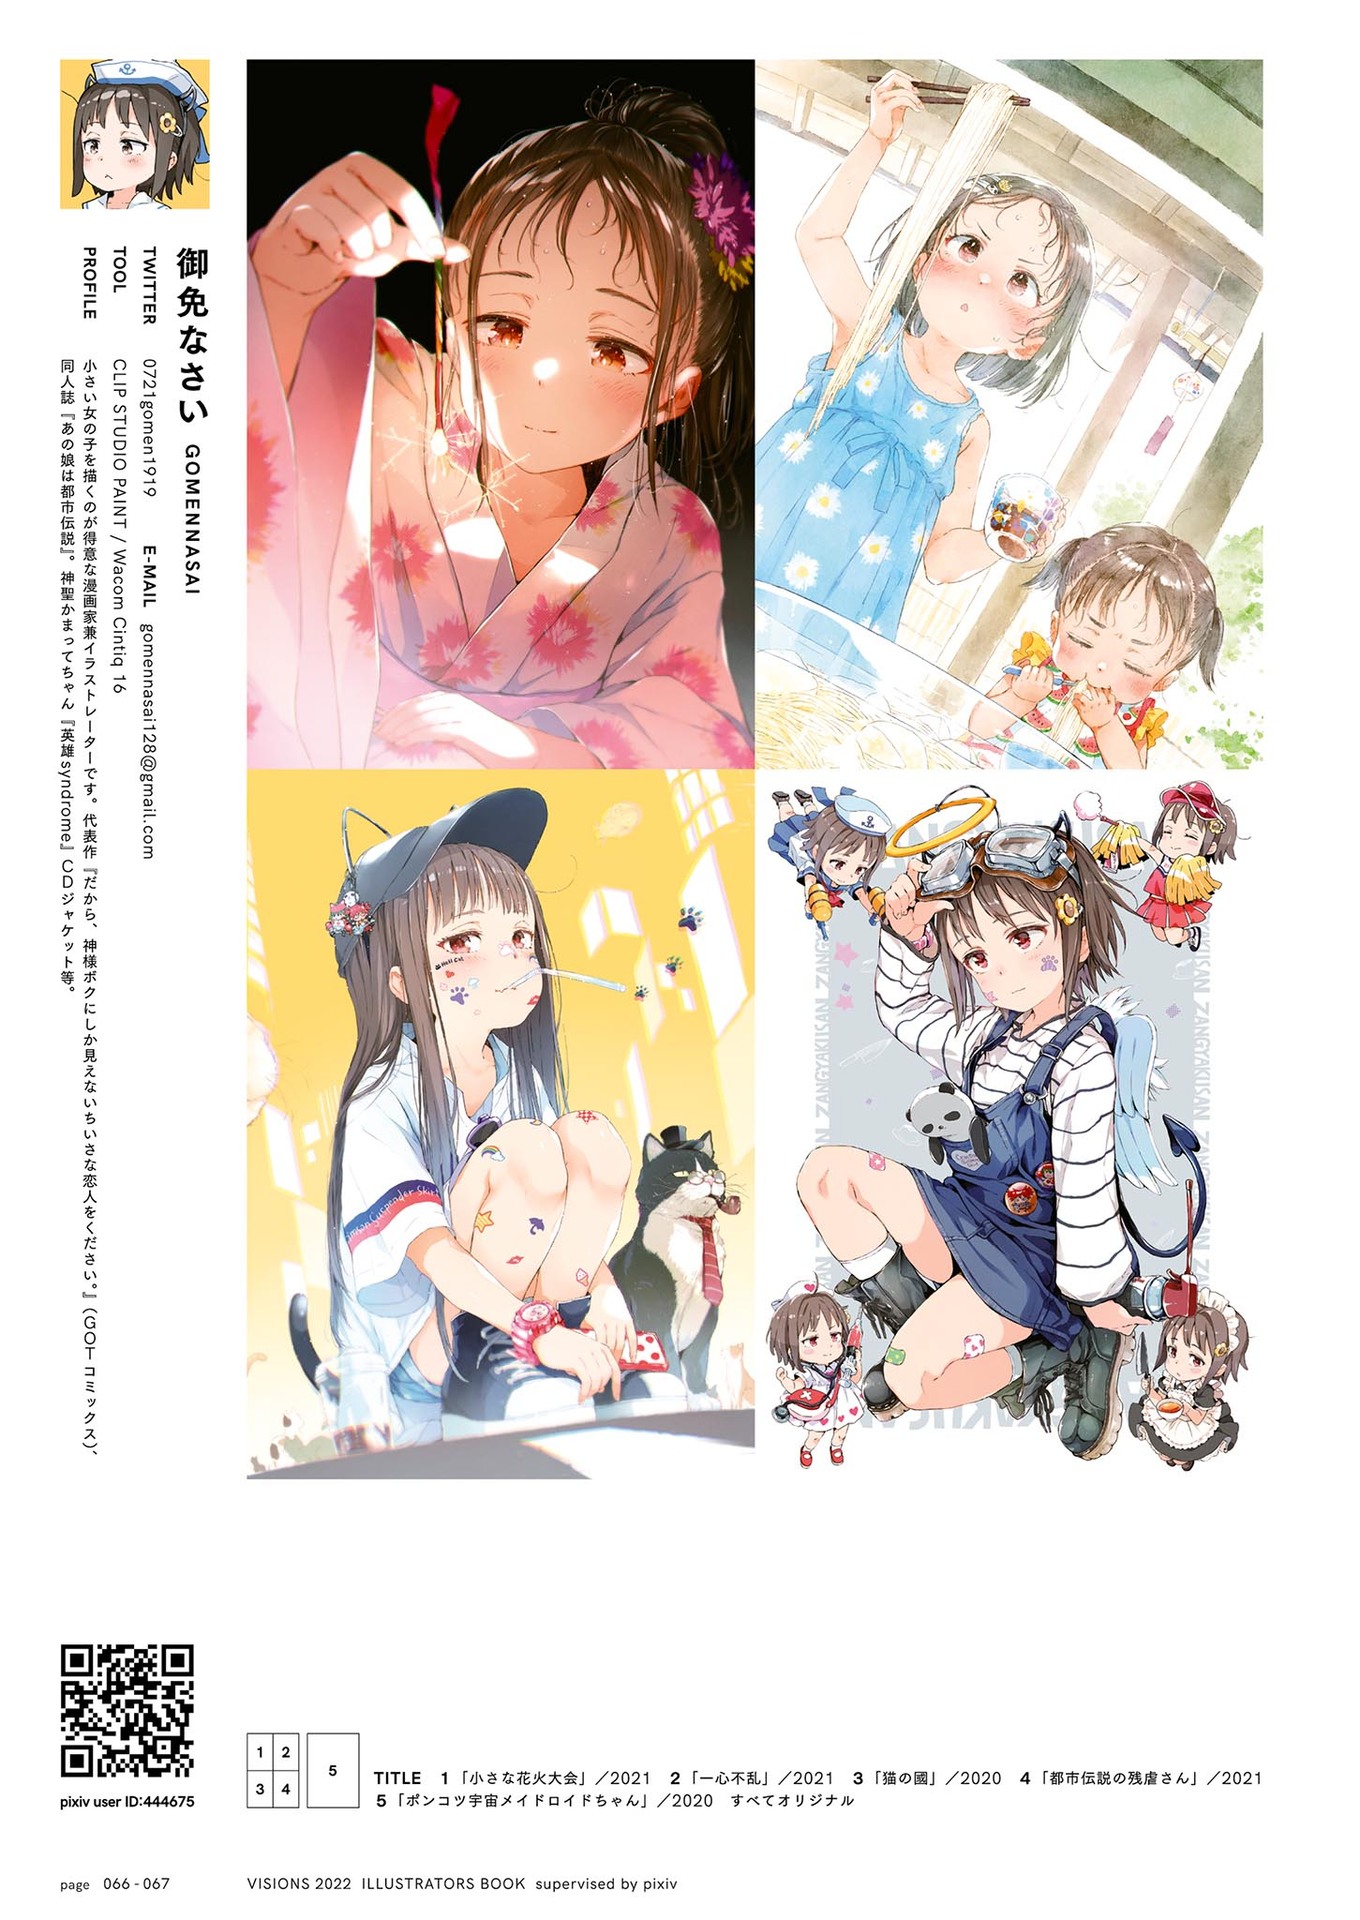 御免なさい GOMENNASAI
TWITTER 0721gomen1919 E-MAIL gomennasai128@gmail.com
TOOL CLIP STUDIO PAINT / Wacom Cintiq 16
PROFILE 小さい女の子を描くのが得意な漫画家兼イラストレーターです。代表作『だから、神様ボクにしか見えないちいさな恋人をください。』(GOT コミックス)、
同人誌『あの娘は都市伝説』。神聖かまってちゃん『英雄syndrome』CDジャケット等。
Hell Cat
Suspender Skirt
ZANGYAKUSAN ZANGYAKUSAN
1 2
3 4
5
TITLE 1「小さな花火大会」/2021 2「一心不乱」/2021 3「猫の國」/2020 4「都市伝説の残虐さん」/2021
5「ポンコツ宇宙メイドロイドちゃん」/2020 すべてオリジナル
pixiv user ID:444675
page 066 - 067
VISIONS 2022 ILLUSTRATORS BOOK supervised by pixiv